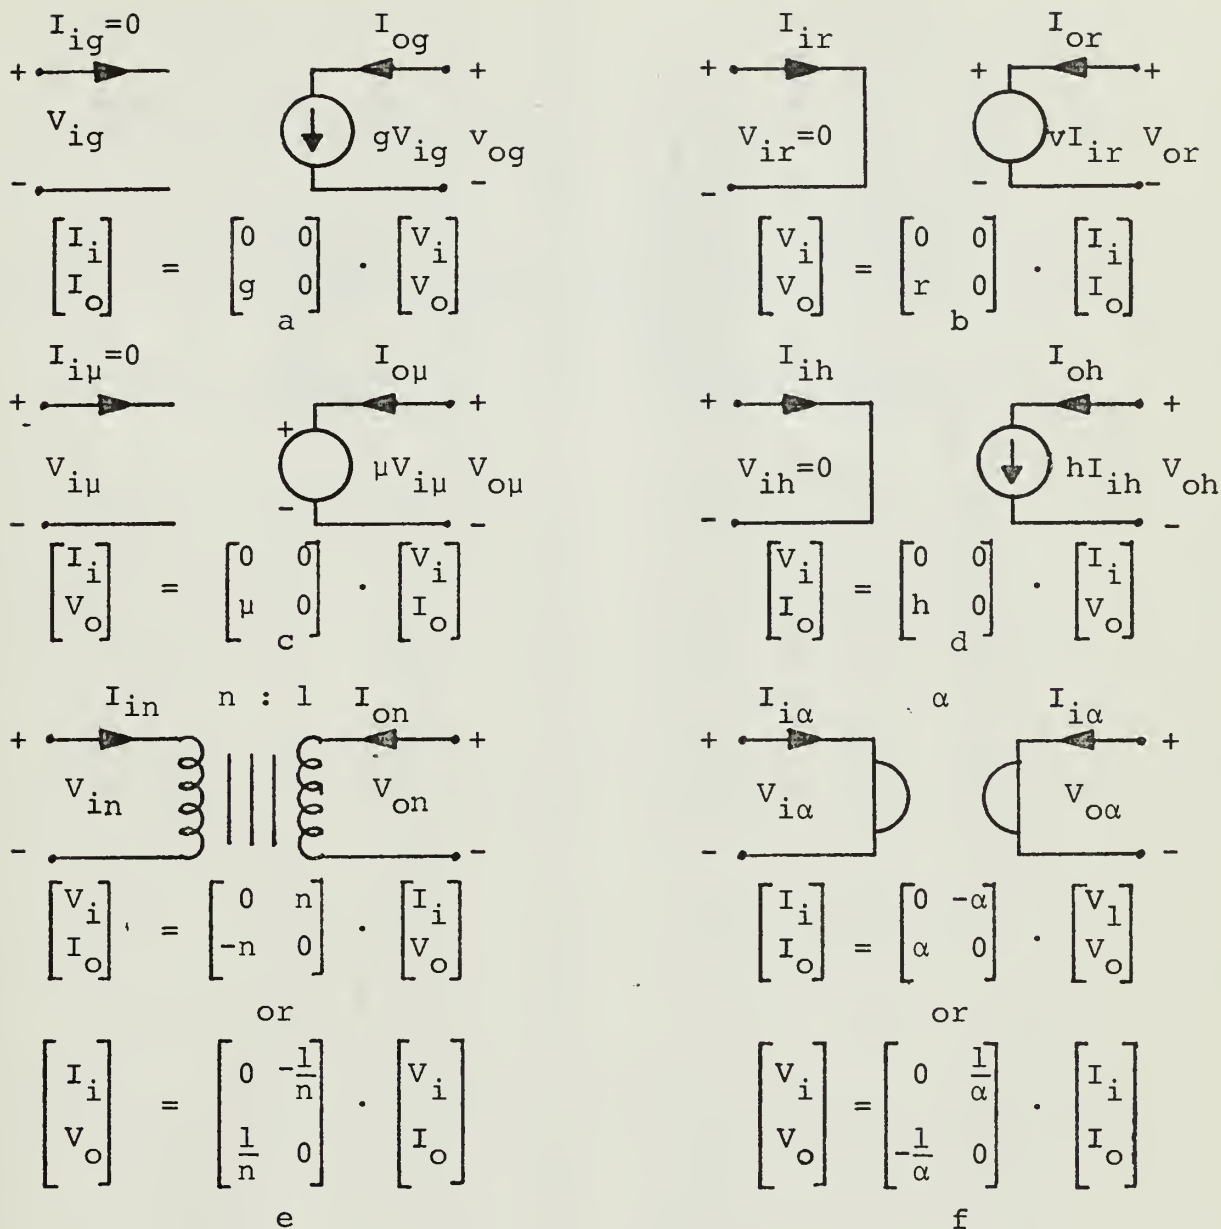 I_ig=0 I_og I_ir I_or
+ + + + +
V_ig gV_ig v_og V_ir=0 vI_ir V_or
- - - - -
[I_i] = [0 0] · [V_i] [V_i] = [0 0] · [I_i]
[I_o] [g 0] [V_o] [V_o] [r 0] [I_o]
a b
I_iμ=0 I_oμ I_ih I_oh
+ + + + +
V_iμ μV_iμ V_oμ V_ih=0 hI_ih V_oh
- - - - -
[I_i] = [0 0] · [V_i] [V_i] = [0 0] · [I_i]
[V_o] [μ 0] [I_o] [I_o] [h 0] [V_o]
c d
I_in n : 1 I_on I_iα α I_iα
+ + + +
V_in V_on V_iα V_oα
- - - -
[V_i] = [0 n] · [I_i] [I_i] = [0 -α] · [V_1]
[I_o] [-n 0] [V_o] [I_o] [α 0] [V_o]
or or
[I_i] = [0 -1/n] · [V_i] [V_i] = [0 1/α] · [I_i]
[V_o] [1/n 0] [I_o] [V_o] [-1/α 0] [I_o]
e f